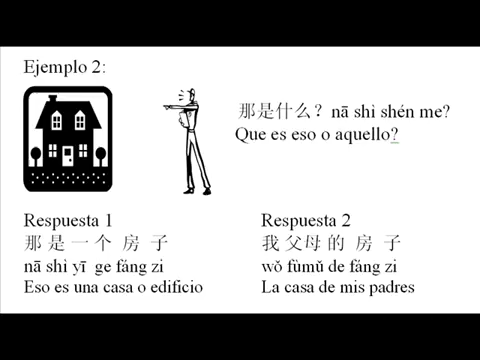 Ejemplo 2:
那是什么? nā shì shén me?
Que es eso o aquello?
Respuesta 1
那 是 一 个 房 子
nā shì yī ge fáng zi
Eso es una casa o edificio
Respuesta 2
我 父母 的 房 子
wǒ fùmǔ de fáng zi
La casa de mis padres